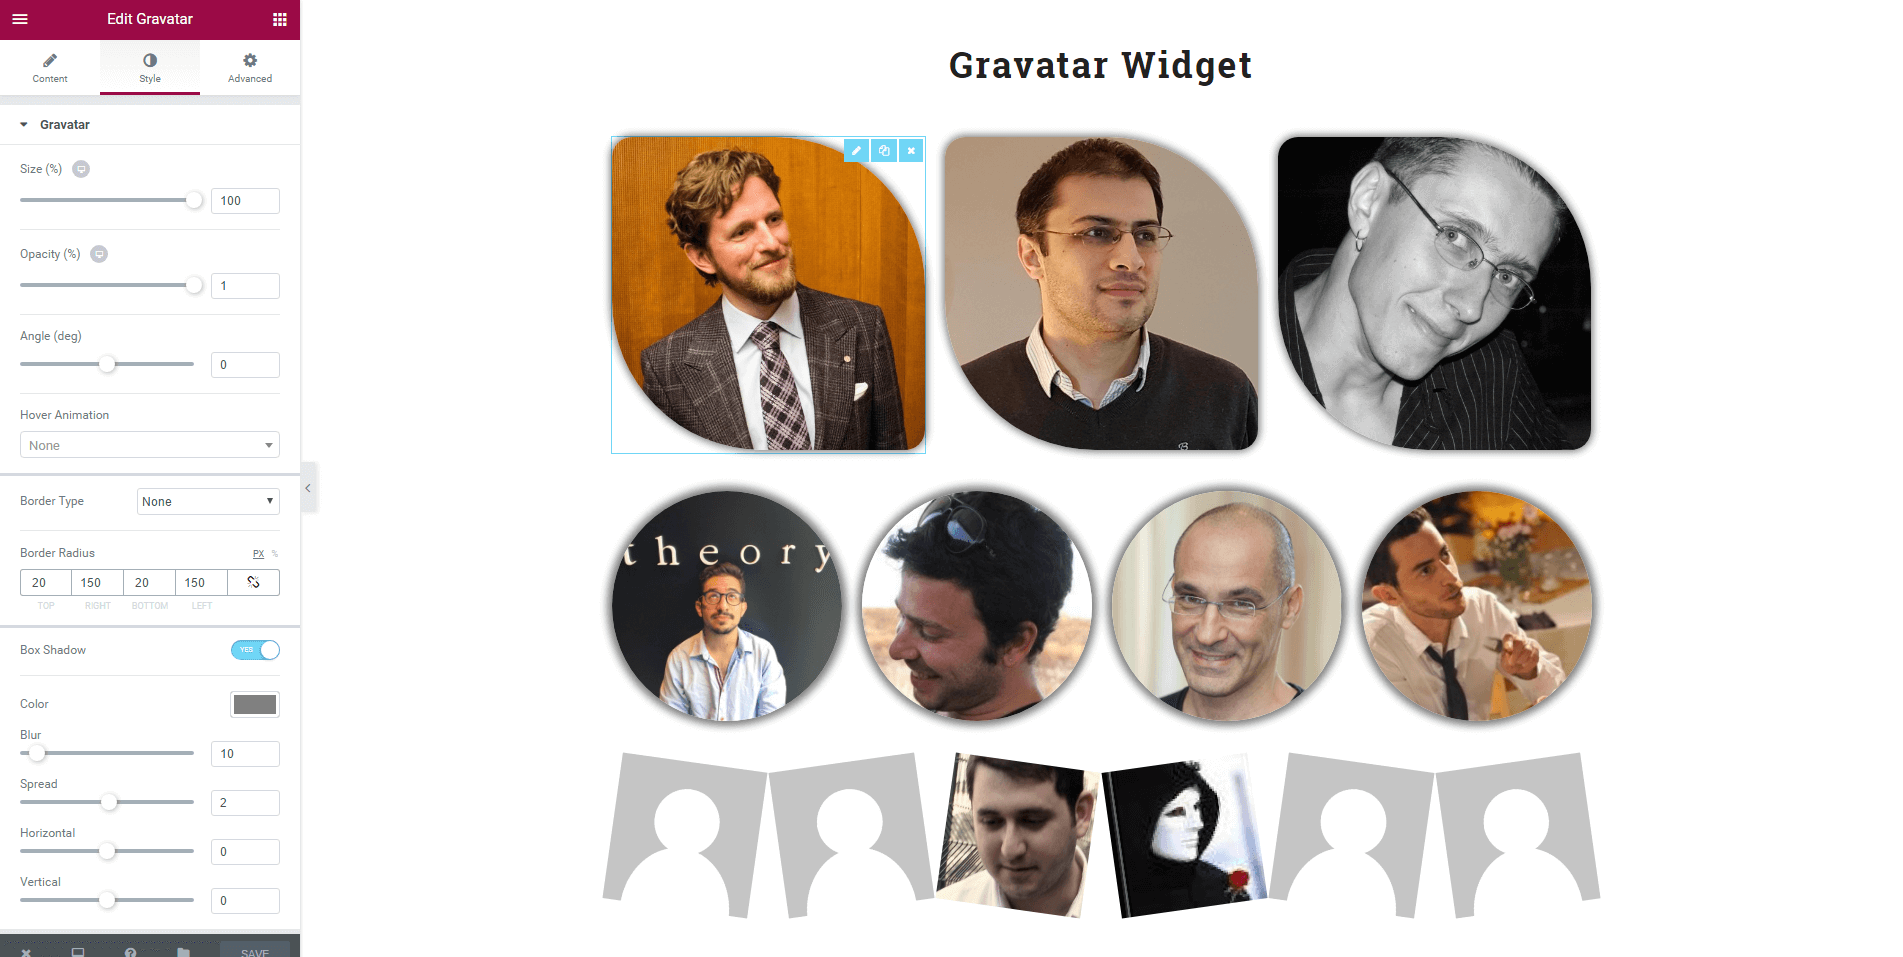 Edit Gravatar
Content
Style
Advanced
Gravatar
Size (%)
100
Opacity (%)
1
Angle (deg)
0
Hover Animation
None
Border Type
None
Border Radius
PX %
20 150 20 150
TOP RIGHT BOTTOM LEFT
Box Shadow
YES
Color
Blur
10
Spread
2
Horizontal
0
Vertical
0
SAVE
Gravatar Widget
theory